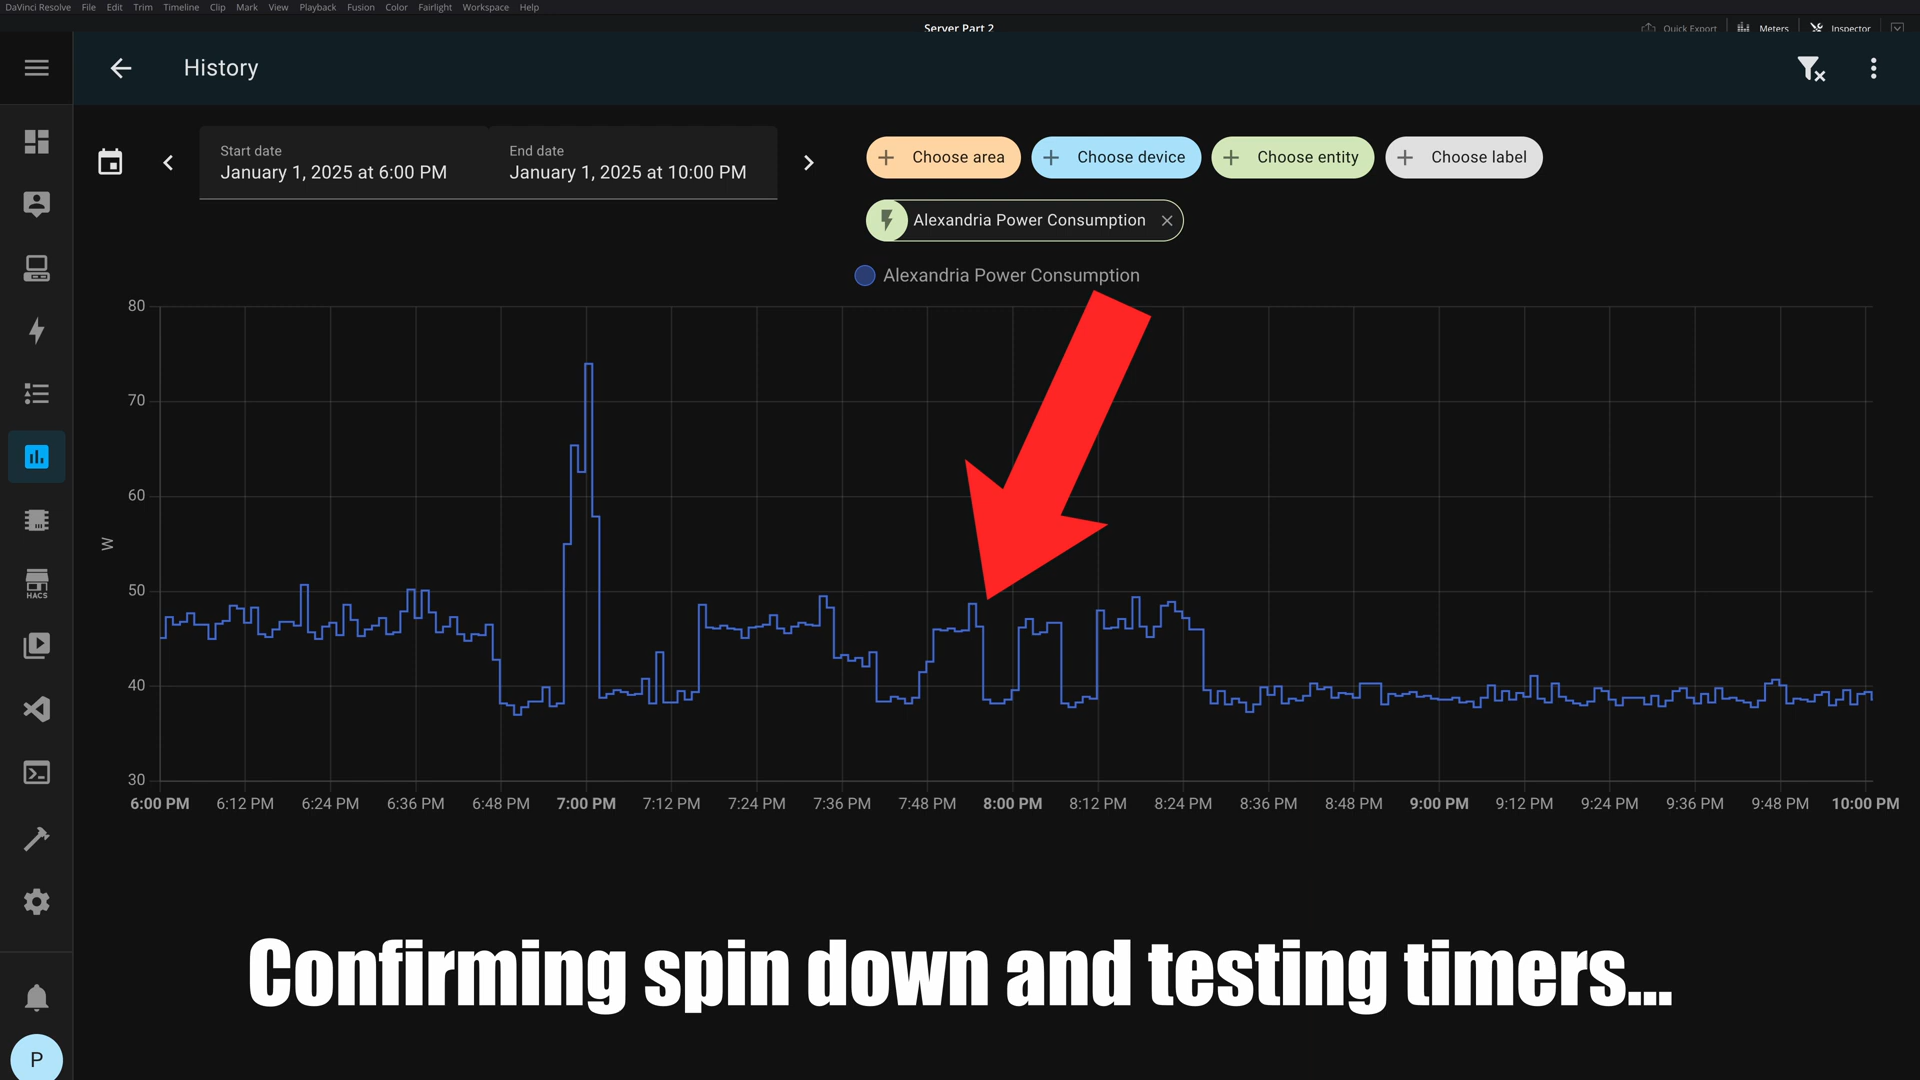 DaVinci Resolve File Edit Trim Timeline Clip Mark View Playback Fusion Color Fairlight Workspace Help
Server Part 2
Quick Export Meters Inspector
History
Start date
January 1, 2025 at 6:00 PM
End date
January 1, 2025 at 10:00 PM
Choose area
Choose device
Choose entity
Choose label
Alexandria Power Consumption
Alexandria Power Consumption
80
70
60
50
40
30
W
6:00 PM 6:12 PM 6:24 PM 6:36 PM 6:48 PM 7:00 PM 7:12 PM 7:24 PM 7:36 PM 7:48 PM 8:00 PM 8:12 PM 8:24 PM 8:36 PM 8:48 PM 9:00 PM 9:12 PM 9:24 PM 9:36 PM 9:48 PM 10:00 PM
HACS
P
Confirming spin down and testing timers...